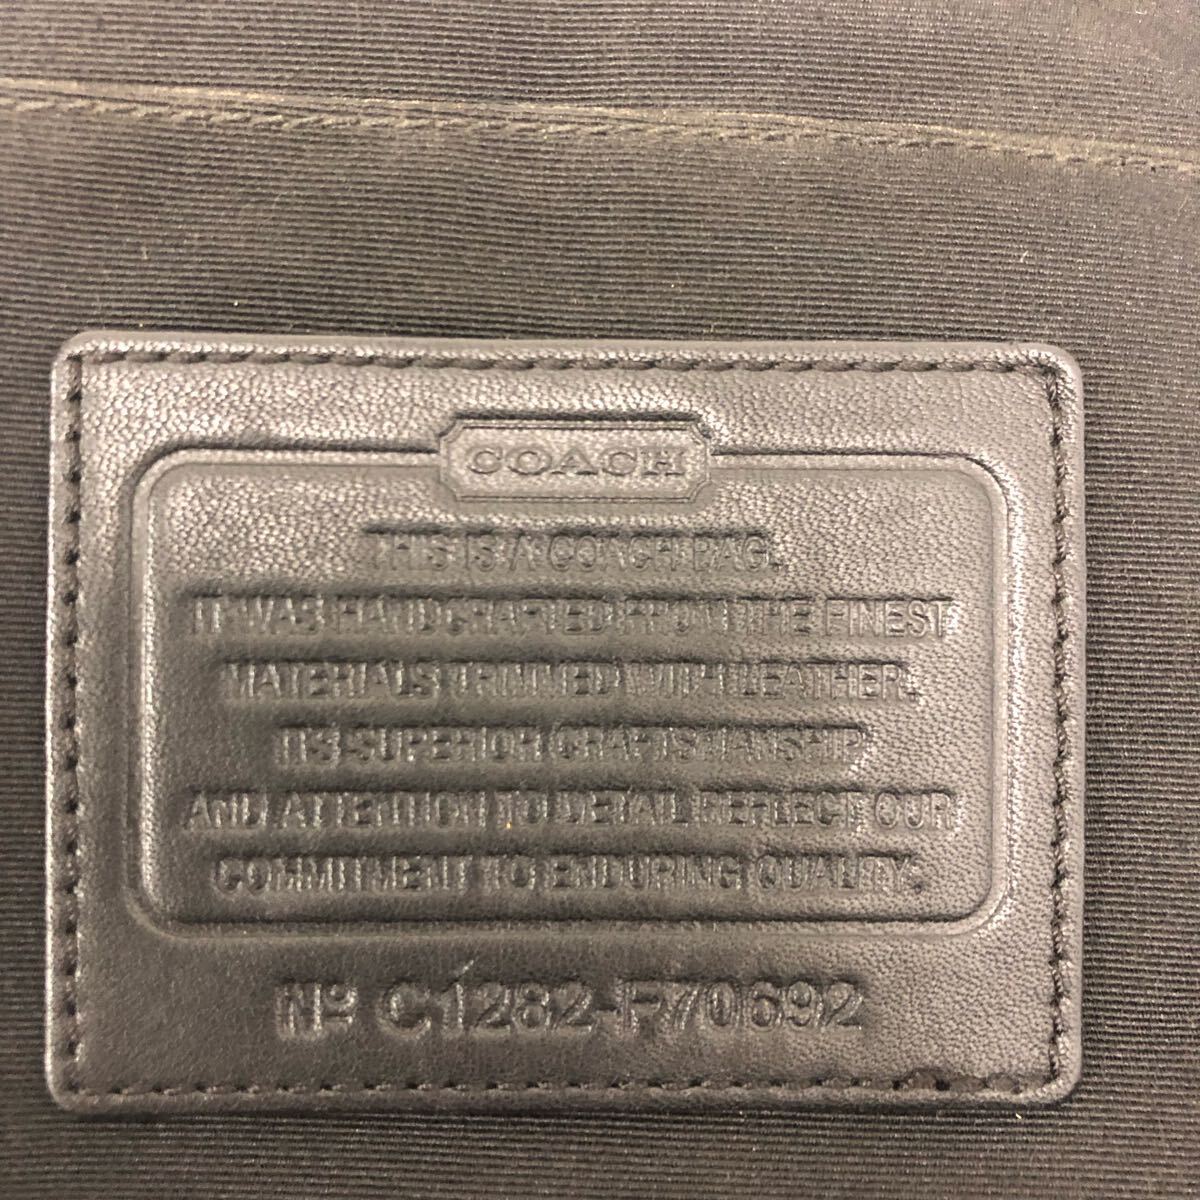 COACH
THIS IS A COACH BAG.
IT WAS HANDCRAFTED FROM THE FINEST
MATERIALS TRIMMED WITH LEATHER.
ITS SUPERIOR CRAFTSMANSHIP
AND ATTENTION TO DETAIL REFLECT OUR
COMMITMENT TO ENDURING QUALITY.
Nº C1282-F70692